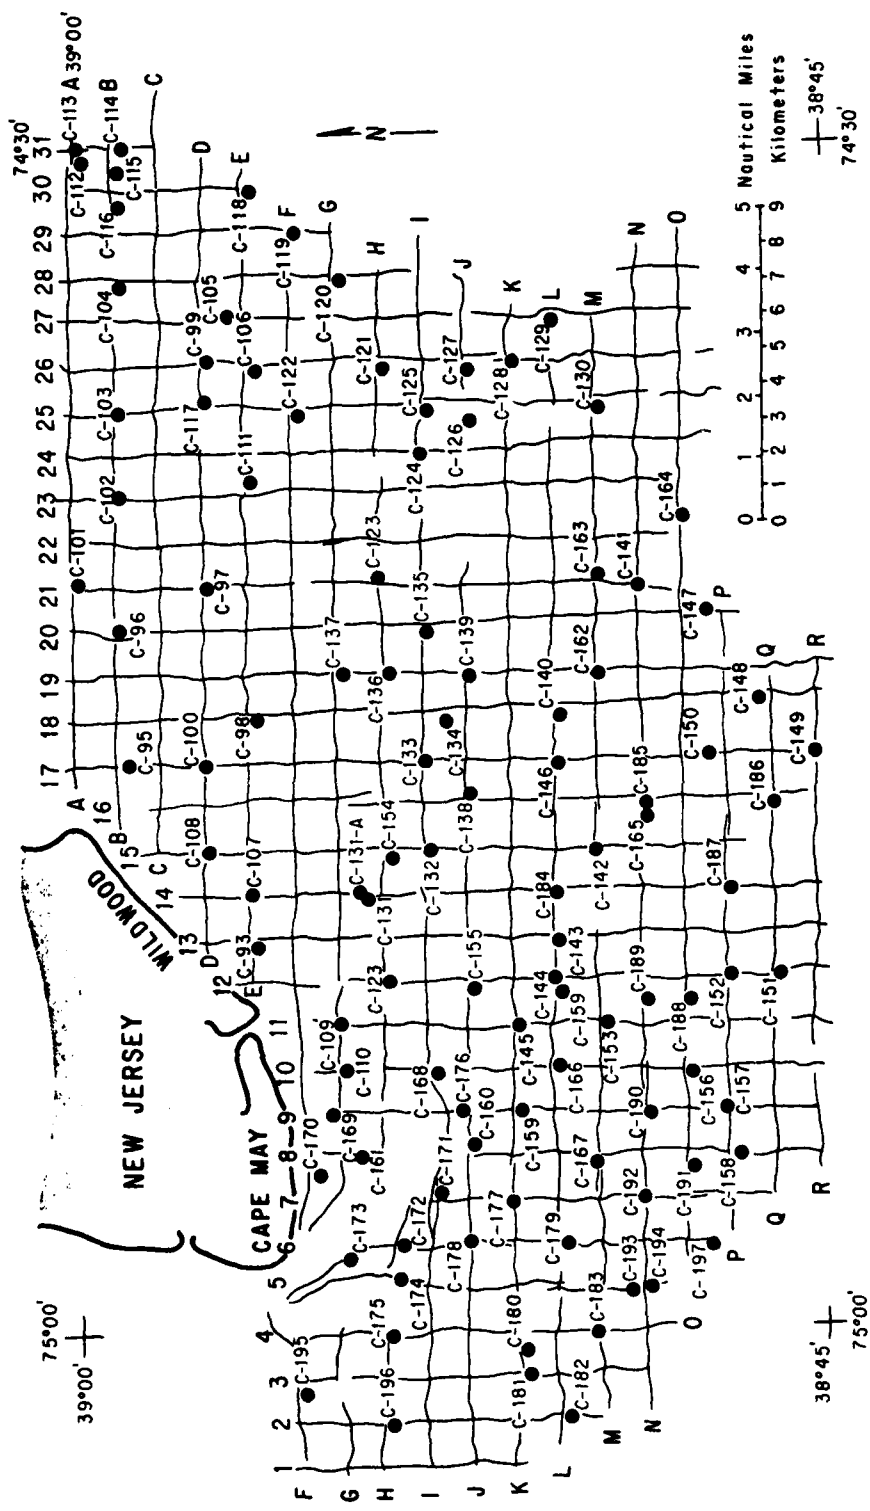 74°30'
C-113 A 39°00'
C-112
C-114 B
C-115
C
C-116
31
30
29
28
27
26
25
24
23
22
21
20
19
18
17
A
16
B
15
C
14
13
D
12
E
11
10
9
8
7
6
5
4
3
2
1
D
E
F
G
H
I
J
K
L
M
N
O
P
Q
R
F
G
H
I
J
K
L
M
N
O
P
Q
R
C-104
C-103
C-102
C-101
C-96
C-95
C-105
C-99
C-117
C-97
C-100
C-108
C-118
C-106
C-111
C-98
C-107
C-93
C-119
C-122
C-120
C-137
C-131-A
C-109
C-110
C-170
C-169
C-161
C-173
C-195
C-121
C-123
C-136
C-154
C-131
C-123
C-125
C-124
C-135
C-133
C-134
C-132
C-168
C-171
C-172
C-174
C-175
C-196
C-127
C-126
C-139
C-138
C-155
C-176
C-160
C-178
C-128
C-145
C-159
C-177
C-180
C-181
C-129
C-140
C-146
C-184
C-143
C-144
C-159
C-166
C-179
C-182
C-130
C-163
C-162
C-142
C-153
C-167
C-183
C-141
C-185
C-165
C-189
C-190
C-192
C-193
C-194
C-164
C-147
C-150
C-188
C-156
C-191
C-197
C-187
C-152
C-157
C-158
C-148
C-186
C-151
C-149
WILDWOOD
NEW JERSEY
CAPE MAY
N
0 1 2 3 4 5 Nautical Miles
0 1 2 3 4 5 6 7 8 9 Kilometers
38°45'
74°30'
75°00'
39°00'
38°45'
75°00'